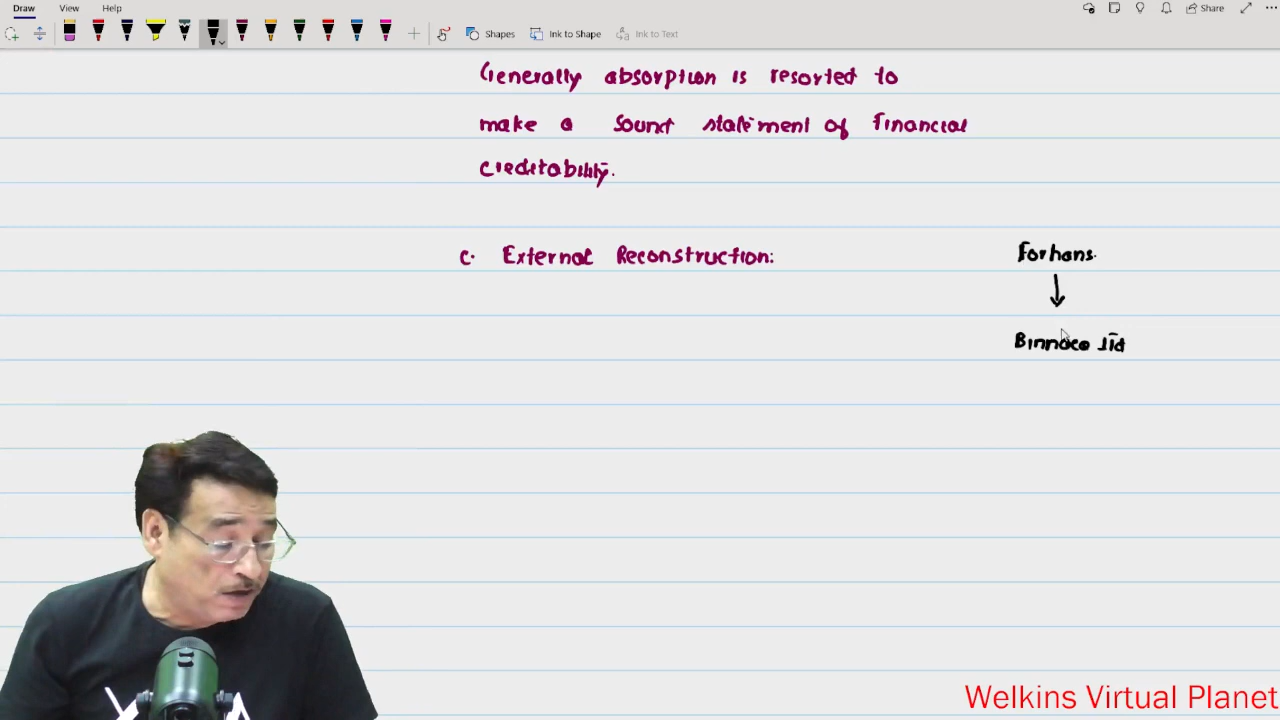 Draw View Help Share
Shapes Ink to Shape Ink to Text
Generally absorption is resorted to
make a sound statement of financial
creditability.
c. External Reconstruction:
Forhans.
Binnaca Ltd
Welkins Virtual Planet